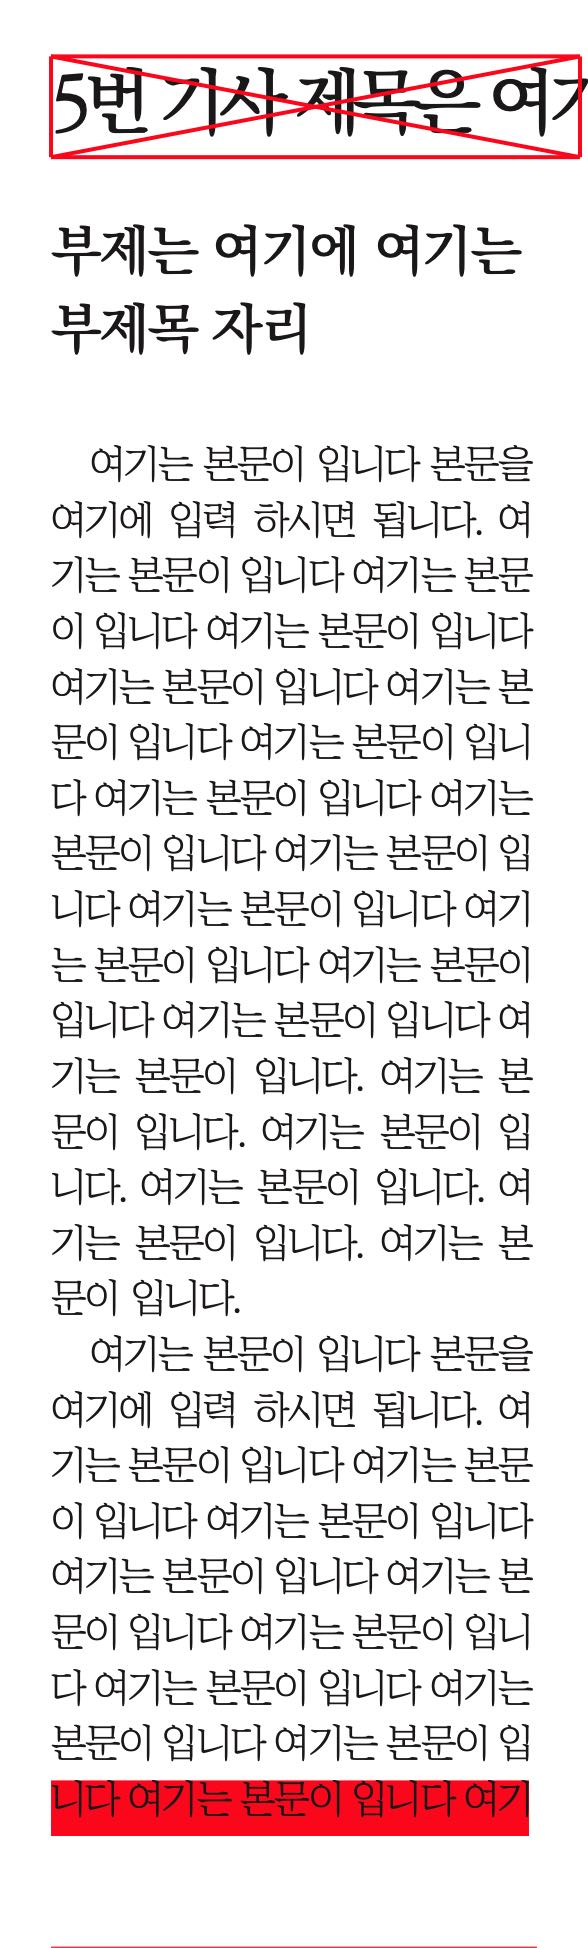 5번 기사 제목은 여기
부제는 여기에 여기는
부제목 자리
여기는 본문이 입니다 본문을
여기에 입력 하시면 됩니다. 여
기는 본문이 입니다 여기는 본문
이 입니다 여기는 본문이 입니다
여기는 본문이 입니다 여기는 본
문이 입니다 여기는 본문이 입니
다 여기는 본문이 입니다 여기는
본문이 입니다 여기는 본문이 입
니다 여기는 본문이 입니다 여기
는 본문이 입니다 여기는 본문이
입니다 여기는 본문이 입니다 여
기는 본문이 입니다. 여기는 본
문이 입니다. 여기는 본문이 입
니다. 여기는 본문이 입니다. 여
기는 본문이 입니다. 여기는 본
문이 입니다.
여기는 본문이 입니다 본문을
여기에 입력 하시면 됩니다. 여
기는 본문이 입니다 여기는 본문
이 입니다 여기는 본문이 입니다
여기는 본문이 입니다 여기는 본
문이 입니다 여기는 본문이 입니
다 여기는 본문이 입니다 여기는
본문이 입니다 여기는 본문이 입
니다 여기는 본문이 입니다 여기